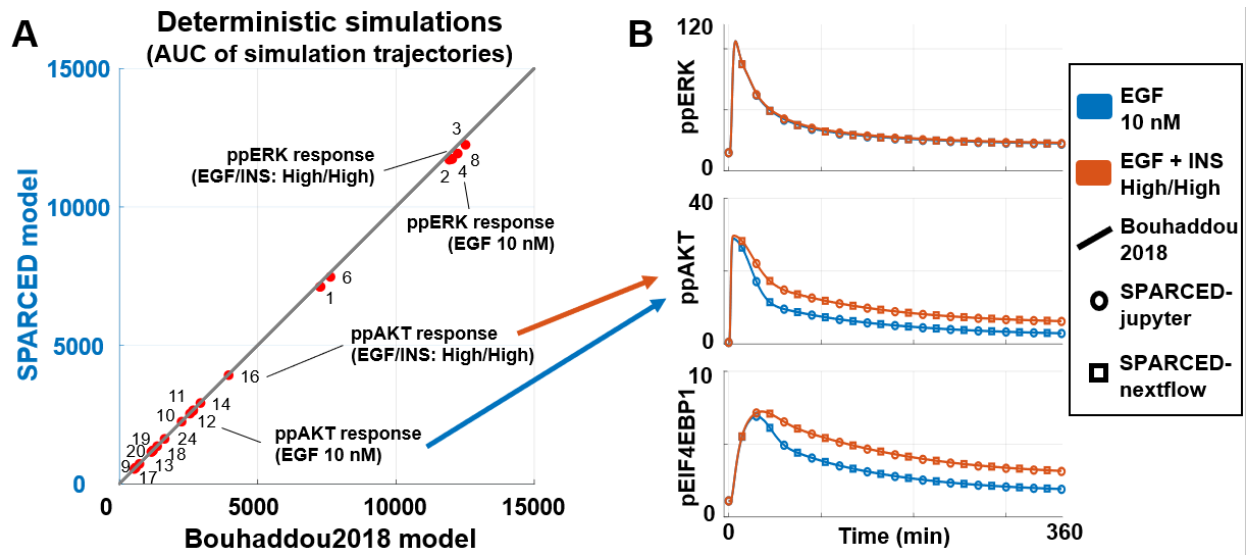 A
Deterministic simulations
(AUC of simulation trajectories)
15000
10000
5000
0
SPARCED model
3
ppERK response
(EGF/INS: High/High)
8
2
4
ppERK response
(EGF 10 nM)
6
1
ppAKT response
(EGF/INS: High/High)
16
11
14
10
12
ppAKT response
(EGF 10 nM)
19
24
20
18
9
13
17
0
5000
10000
15000
Bouhaddou2018 model
B
120
ppERK
0
40
ppAKT
0
10
pEIF4EBP1
0
0
Time (min)
360
EGF
10 nM
EGF + INS
High/High
Bouhaddou
2018
SPARCED-
jupyter
SPARCED-
nextflow